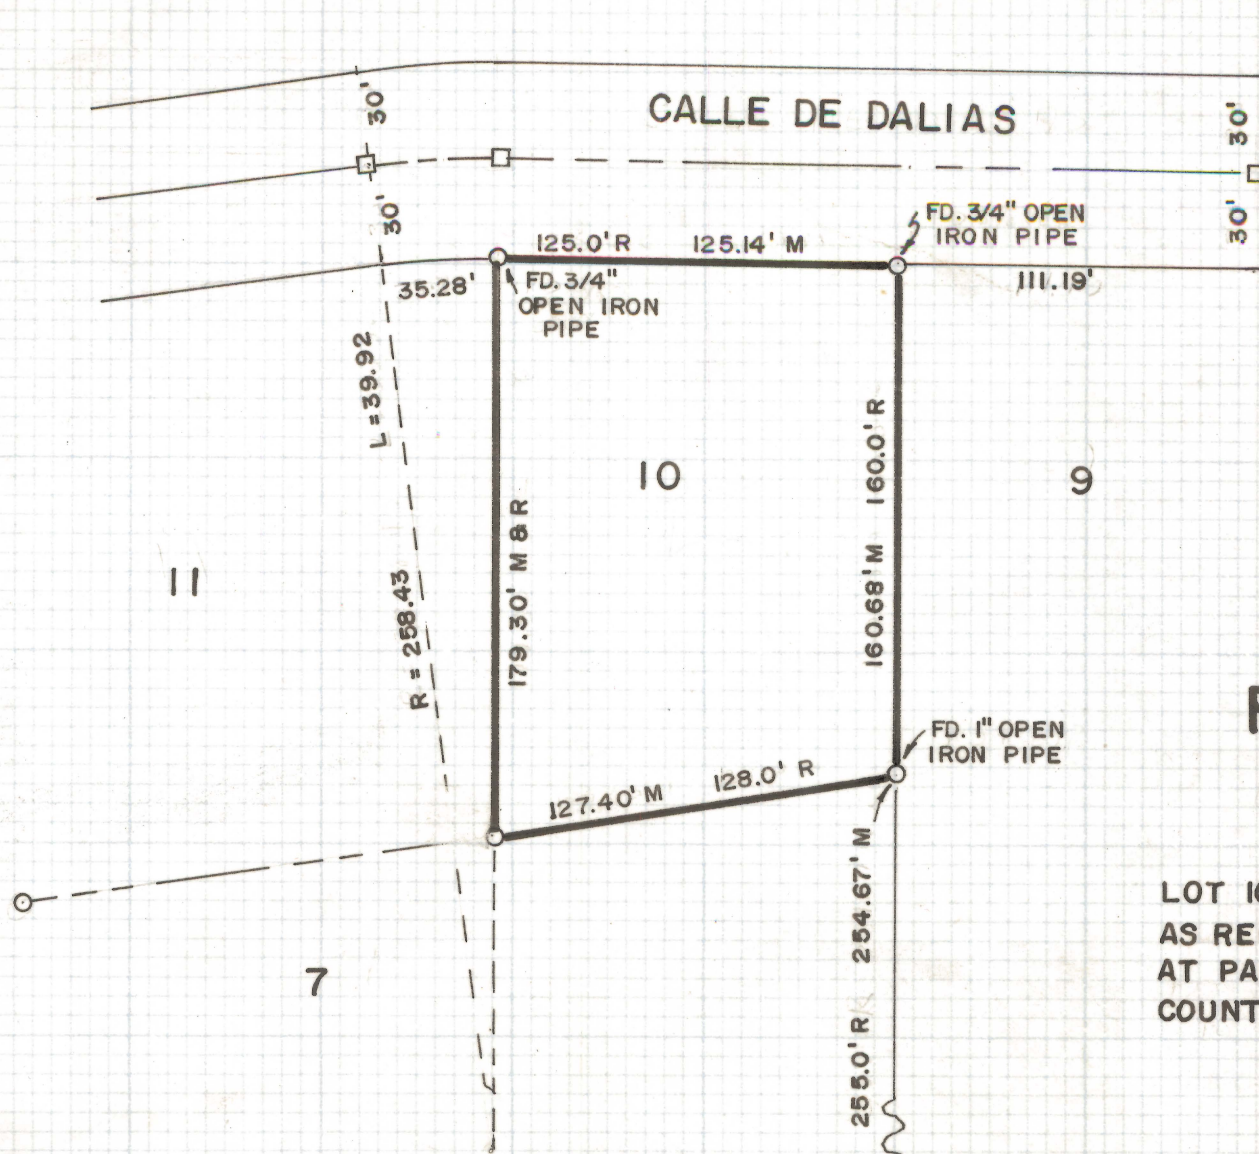 30'
CALLE DE DALIAS
30'
30'
30'
FD. 3/4" OPEN
IRON PIPE
125.0' R 125.14' M
35.28'
FD. 3/4"
OPEN IRON
PIPE
111.19'
L = 39.92
160.0' R
10
9
179.30' M & R
160.68' M
11
R = 258.43
FD. 1" OPEN
IRON PIPE
127.40' M 128.0' R
254.67' M
LOT
AS RE
7
AT PA
COUNT
255.0' R